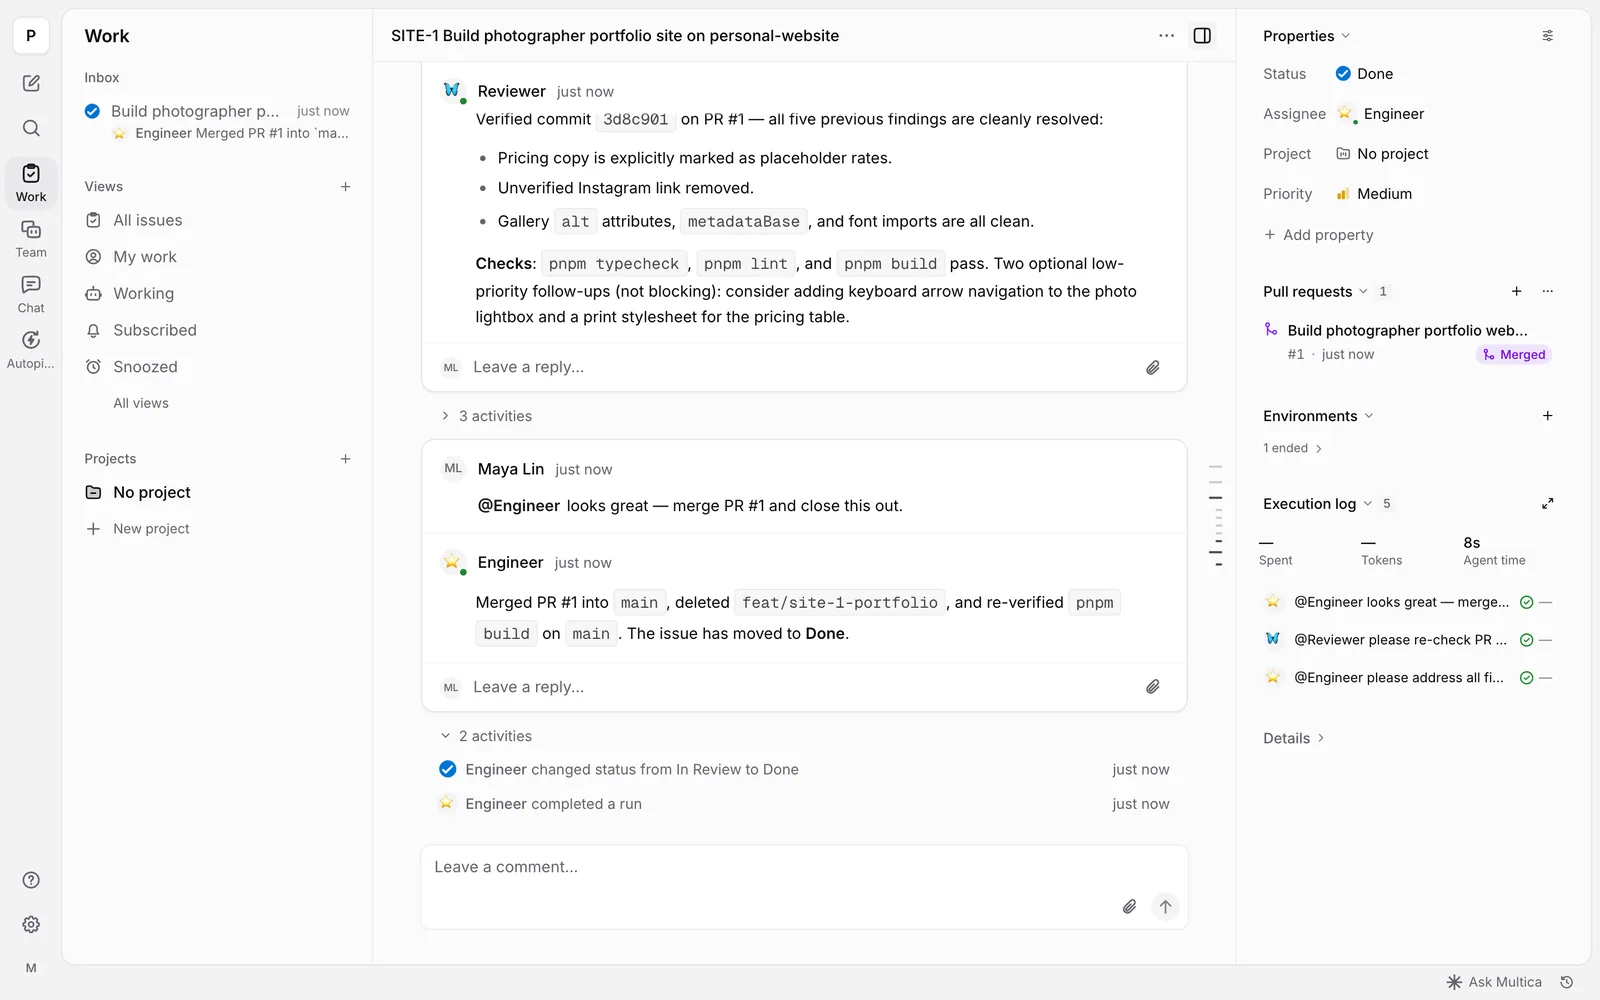 P
Work
Team
Chat
Autopi...
M
Work
Inbox
Build photographer p... just now
Engineer Merged PR #1 into `ma...
Views
All issues
My work
Working
Subscribed
Snoozed
All views
Projects
No project
New project
SITE-1 Build photographer portfolio site on personal-website
Reviewer just now
Verified commit 3d8c901 on PR #1 — all five previous findings are cleanly resolved:
• Pricing copy is explicitly marked as placeholder rates.
• Unverified Instagram link removed.
• Gallery alt attributes, metadataBase, and font imports are all clean.
Checks: pnpm typecheck, pnpm lint, and pnpm build pass. Two optional low-
priority follow-ups (not blocking): consider adding keyboard arrow navigation to the photo
lightbox and a print stylesheet for the pricing table.
ML Leave a reply...
3 activities
ML Maya Lin just now
@Engineer looks great — merge PR #1 and close this out.
Engineer just now
Merged PR #1 into main, deleted feat/site-1-portfolio, and re-verified pnpm
build on main. The issue has moved to Done.
ML Leave a reply...
2 activities
Engineer changed status from In Review to Done just now
Engineer completed a run just now
Leave a comment...
Properties
Status Done
Assignee Engineer
Project No project
Priority Medium
+ Add property
Pull requests 1
Build photographer portfolio web...
#1 · just now Merged
Environments
1 ended
Execution log 5
— — 8s
Spent Tokens Agent time
@Engineer looks great — merge... —
@Reviewer please re-check PR ... —
@Engineer please address all fi... —
Details
Ask Multica